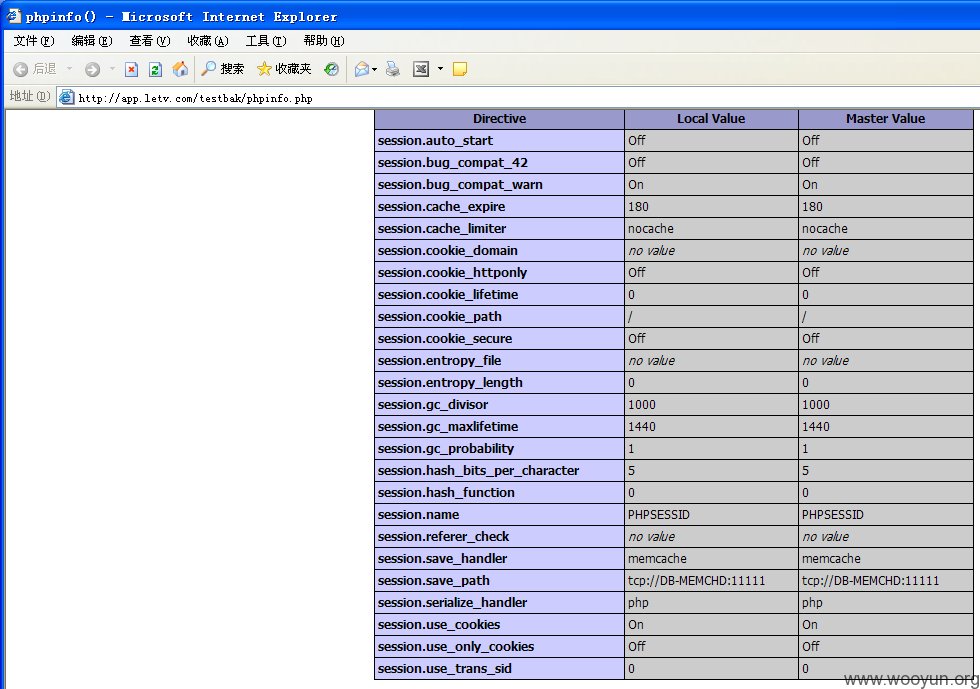 phpinfo() - Microsoft Internet Explorer
文件(F) 编辑(E) 查看(V) 收藏(A) 工具(T) 帮助(H)
后退 搜索 收藏夹
地址(D) http://app.letv.com/testbak/phpinfo.php
Directive Local Value Master Value
session.auto_start Off Off
session.bug_compat_42 Off Off
session.bug_compat_warn On On
session.cache_expire 180 180
session.cache_limiter nocache nocache
session.cookie_domain no value no value
session.cookie_httponly Off Off
session.cookie_lifetime 0 0
session.cookie_path / /
session.cookie_secure Off Off
session.entropy_file no value no value
session.entropy_length 0 0
session.gc_divisor 1000 1000
session.gc_maxlifetime 1440 1440
session.gc_probability 1 1
session.hash_bits_per_character 5 5
session.hash_function 0 0
session.name PHPSESSID PHPSESSID
session.referer_check no value no value
session.save_handler memcache memcache
session.save_path tcp://DB-MEMCHD:11111 tcp://DB-MEMCHD:11111
session.serialize_handler php php
session.use_cookies On On
session.use_only_cookies Off Off
session.use_trans_sid 0 0
www.wooyun.org